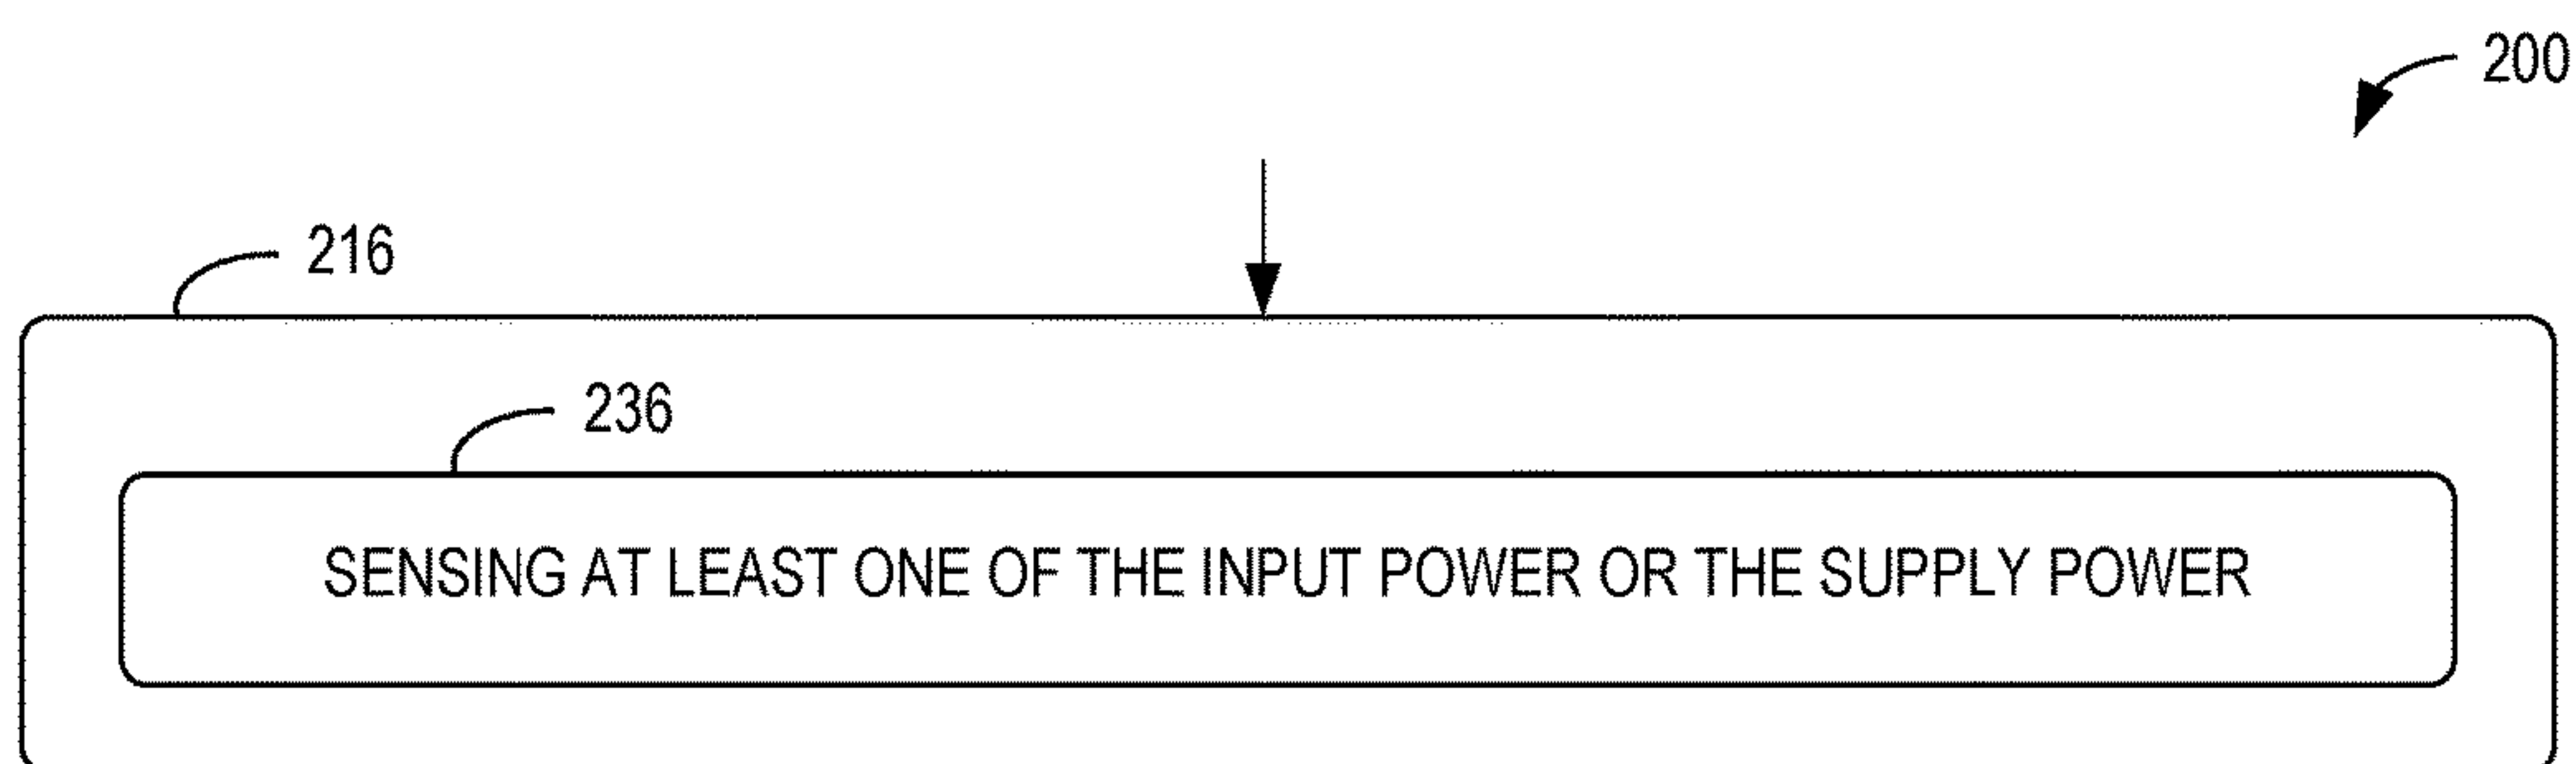 200
216
236
SENSING AT LEAST ONE OF THE INPUT POWER OR THE SUPPLY POWER